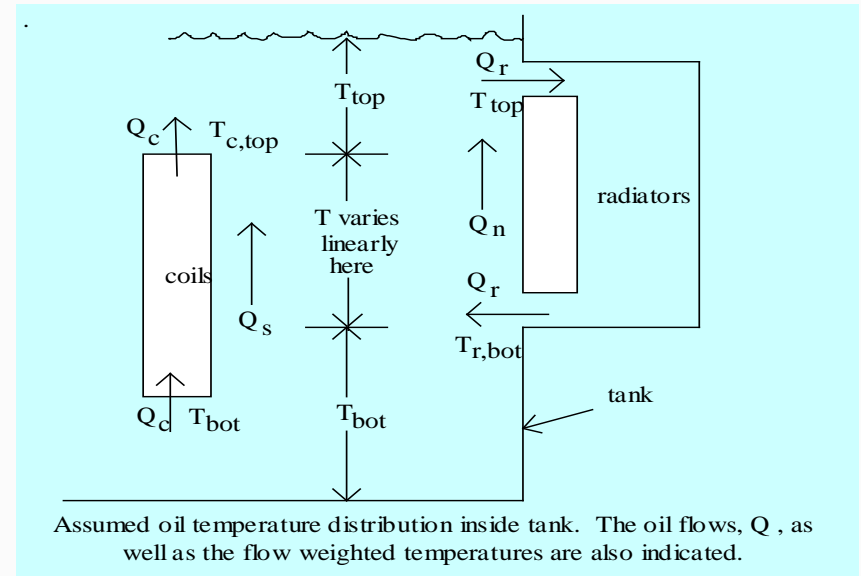 .
Q_r
T_top
T_top
Q_c
T_c,top
radiators
T varies
linearly
here
Q_n
coils
Q_r
Q_s
T_r,bot
tank
Q_c
T_bot
T_bot
Assumed oil temperature distribution inside tank. The oil flows, Q , as
well as the flow weighted temperatures are also indicated.